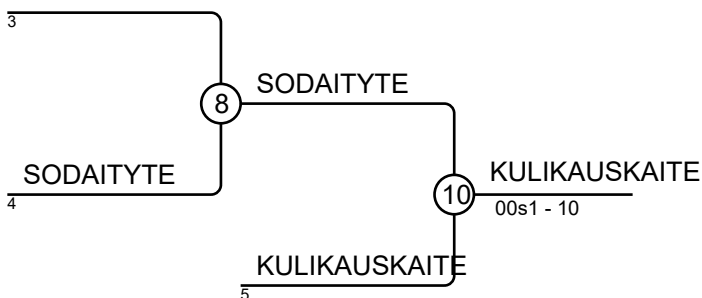 3
SODAITYTE
8
SODAITYTE
4
KULIKAUSKAITE
10
00s1 - 10
KULIKAUSKAITE
5